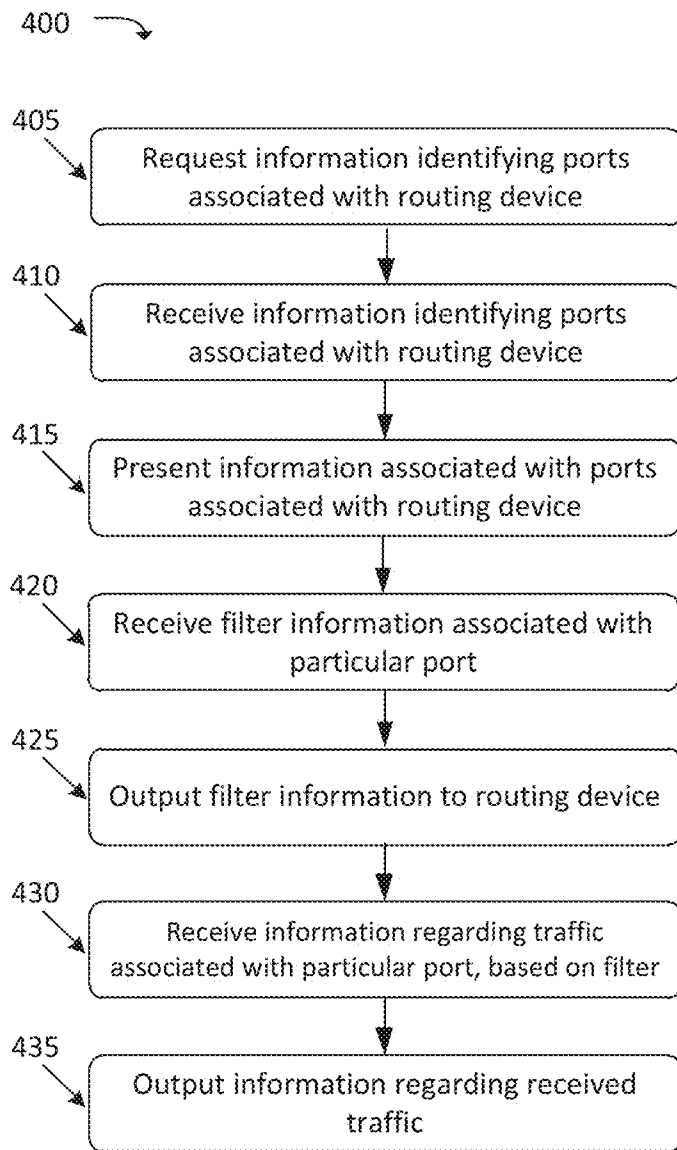 400
405
Request information identifying ports
associated with routing device
410
Receive information identifying ports
associated with routing device
415
Present information associated with ports
associated with routing device
420
Receive filter information associated with
particular port
425
Output filter information to routing device
430
Receive information regarding traffic
associated with particular port, based on filter
435
Output information regarding received
traffic